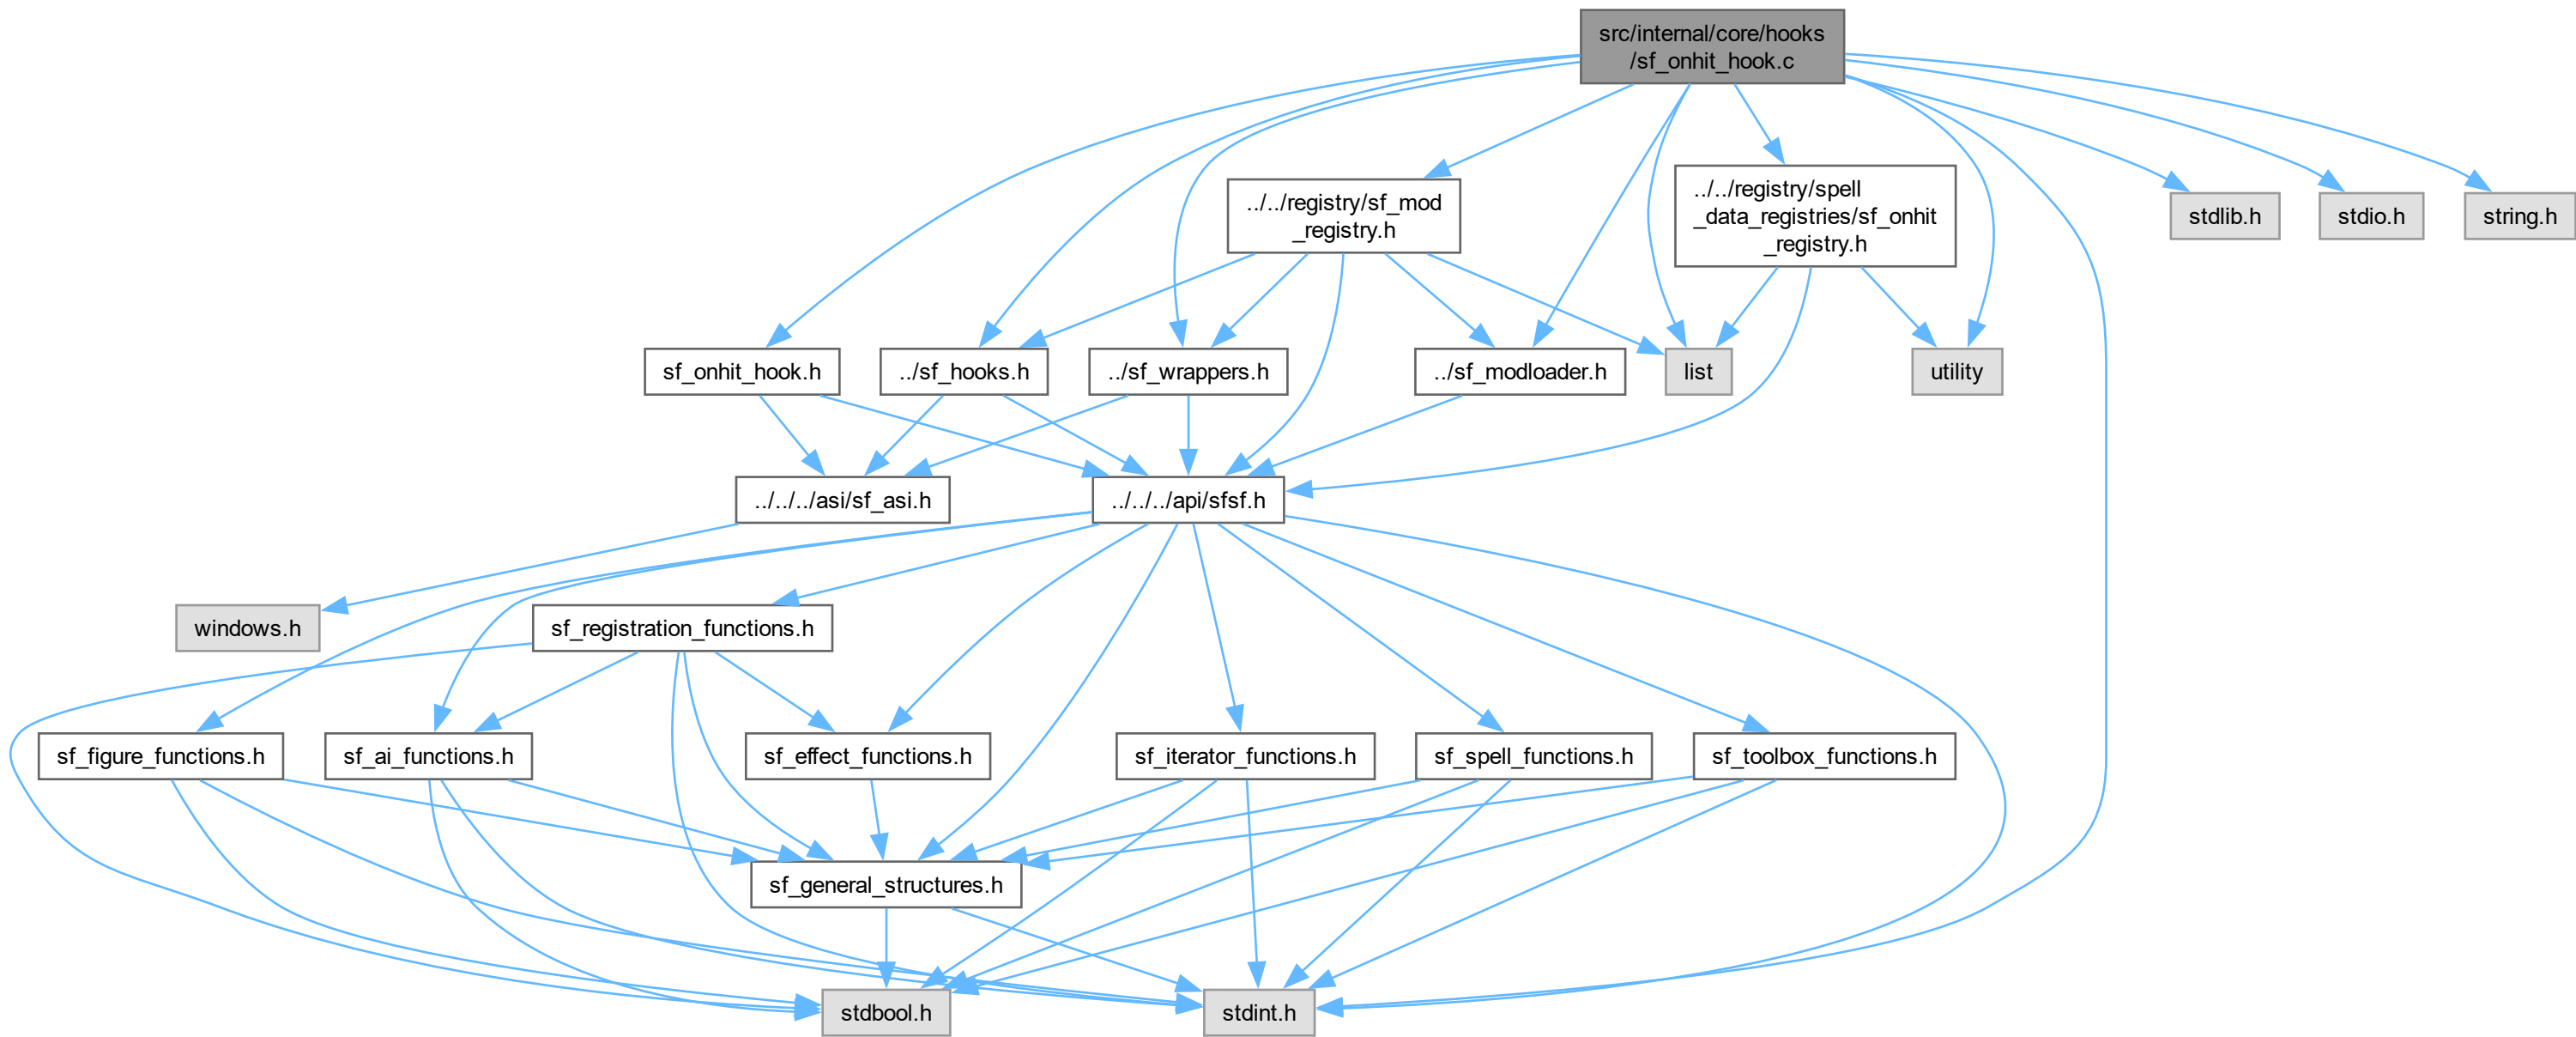 src/internal/core/hooks
/sf_onhit_hook.c
../../registry/sf_mod
_registry.h
../../registry/spell
_data_registries/sf_onhit
_registry.h
stdlib.h
stdio.h
string.h
sf_onhit_hook.h
../sf_hooks.h
../sf_wrappers.h
../sf_modloader.h
list
utility
../../../asi/sf_asi.h
../../../api/sfsf.h
windows.h
sf_registration_functions.h
sf_figure_functions.h
sf_ai_functions.h
sf_effect_functions.h
sf_iterator_functions.h
sf_spell_functions.h
sf_toolbox_functions.h
sf_general_structures.h
stdbool.h
stdint.h